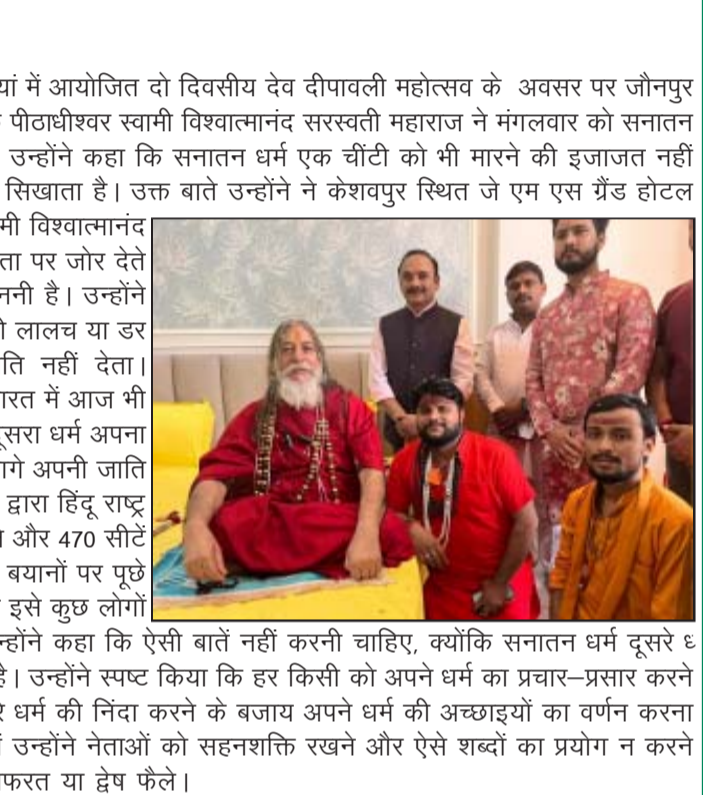 में आयोजित दो दिवसीय देव दीपावली महोत्सव के अवसर पर जौनपुर
पीठाधीश्वर स्वामी विश्वात्मानंद सरस्वती महाराज ने मंगलवार को सनातन
उन्होंने कहा कि सनातन धर्म एक चींटी को भी मारने की इजाजत नहीं
सिखाता है। उक्त बाते उन्होंने ने केशवपुर स्थित जे एम एस ग्रैंड होटल
विश्वात्मानंद
पर जोर देते
है। उन्होंने
लालच या डर
नहीं देता।
में आज भी
धर्म अपना
अपनी जाति
द्वारा हिंदू राष्ट्र
और 470 सीटें
बयानों पर पूछे
इसे कुछ लोगों
कहा कि ऐसी बातें नहीं करनी चाहिए, क्योंकि सनातन धर्म दूसरे
है। उन्होंने स्पष्ट किया कि हर किसी को अपने धर्म का प्रचार–प्रसार करने
धर्म की निंदा करने के बजाय अपने धर्म की अच्छाइयों का वर्णन करना
उन्होंने नेताओं को सहनशक्ति रखने और ऐसे शब्दों का प्रयोग न करने
या द्वेष फैले।